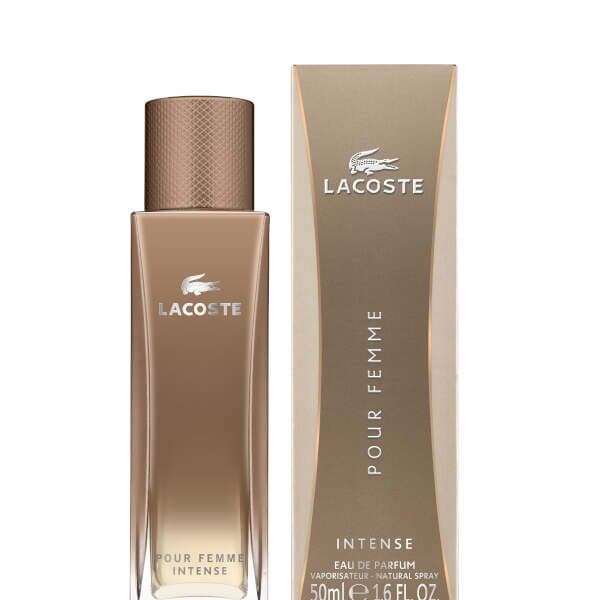 LACOSTE
POUR FEMME
INTENSE
LACOSTE
POUR FEMME
INTENSE
EAU DE PARFUM
VAPORISATEUR - NATURAL SPRAY
50ml e 1.6 FL. OZ.